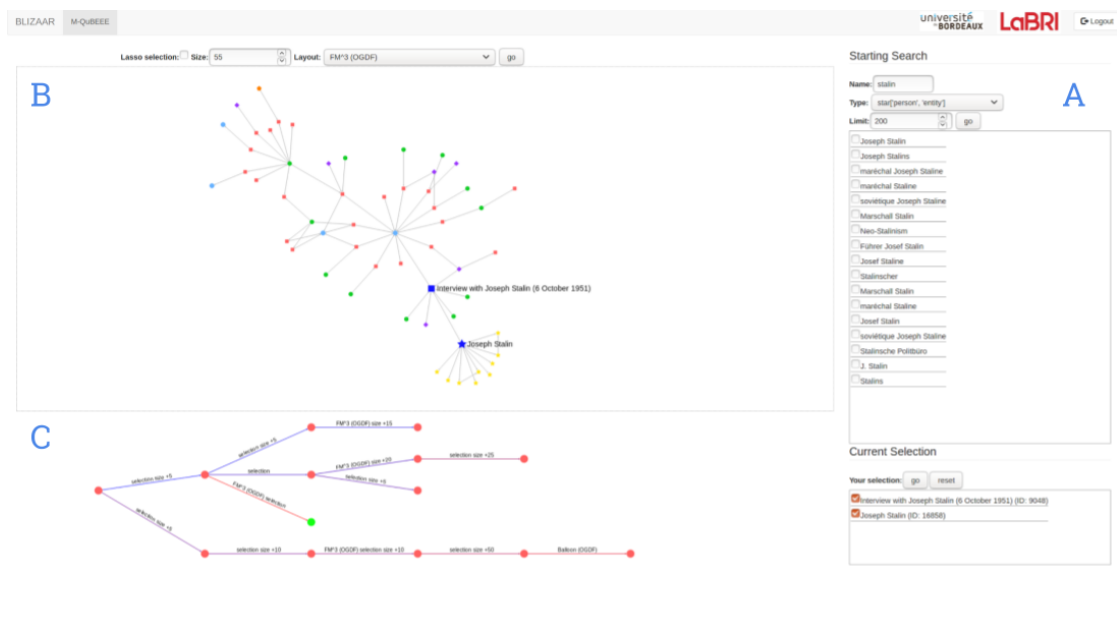 BLIZAAR M-QuBEEE
université de BORDEAUX LaBRI Logout
Lasso selection: Size: 55 Layout: FM^3 (OGDF) go
B
Interview with Joseph Stalin (6 October 1951)
Joseph Stalin
Starting Search
A
Name: stalin
Type: star['person', 'entity']
Limit: 200 go
Joseph Stalin
Joseph Stalins
maréchal Joseph Staline
maréchal Staline
soviétique Joseph Staline
Marschall Stalin
Neo-Stalinism
Führer Josef Stalin
Josef Staline
Stalinscher
Marschall Stalin
maréchal Staline
Josef Stalin
soviétique Joseph Staline
Stalinsche Politbüro
J. Stalin
Stalins
Current Selection
Your selection: go reset
Interview with Joseph Stalin (6 October 1951) (ID: 9048)
Joseph Stalin (ID: 16858)
C
FM^3 (OGDF) size +15
selection size +5
selection size +5
selection
FM^3 (OGDF) size +20
selection size +25
selection size +5
FM^3 (OGDF) selection
selection size +5
selection size +10
FM^3 (OGDF) selection size +10
selection size +50
Balloon (OGDF)